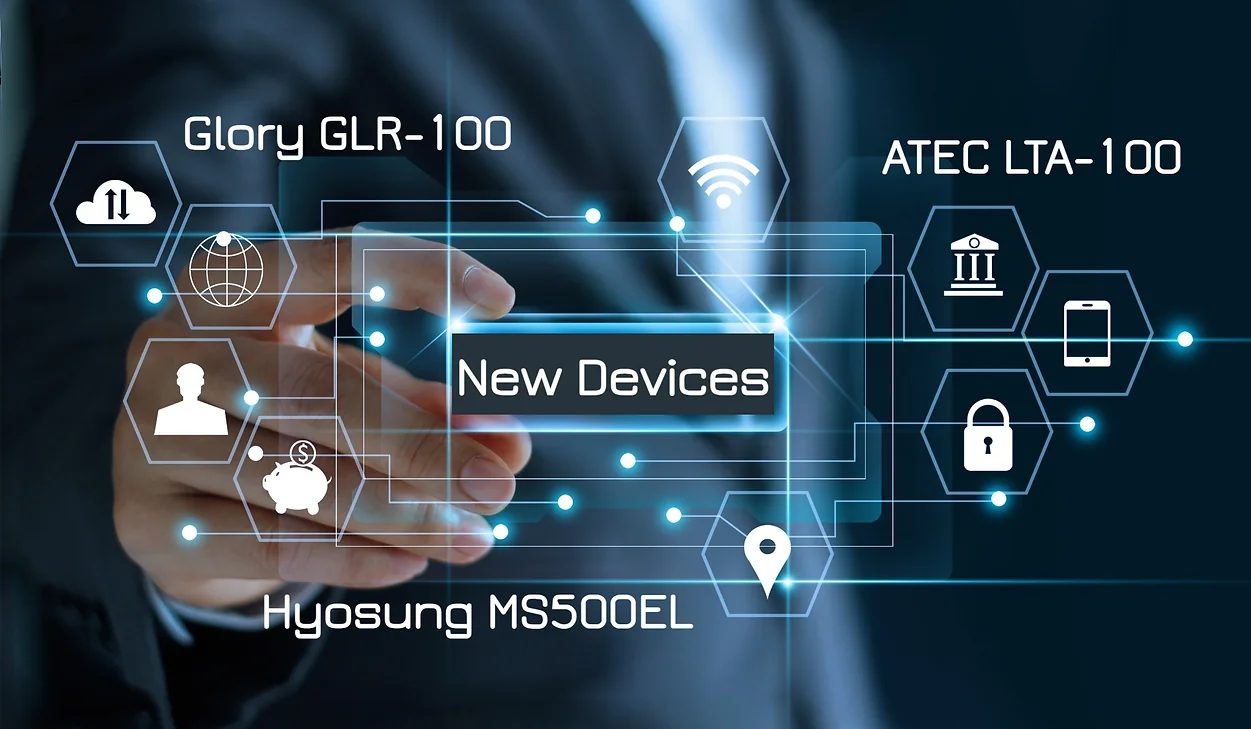 Glory GLR-100
ATEC LTA-100
New Devices
$
Hyosung MS500EL